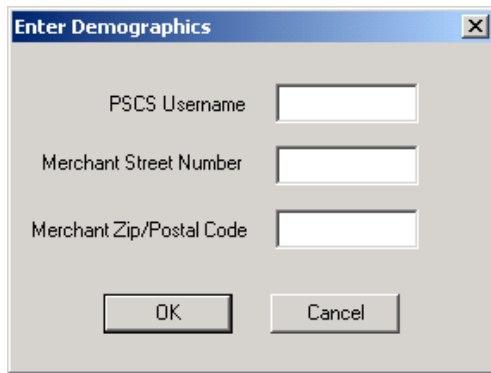 Enter Demographics
PSCS Username
Merchant Street Number
Merchant Zip/Postal Code
OK Cancel